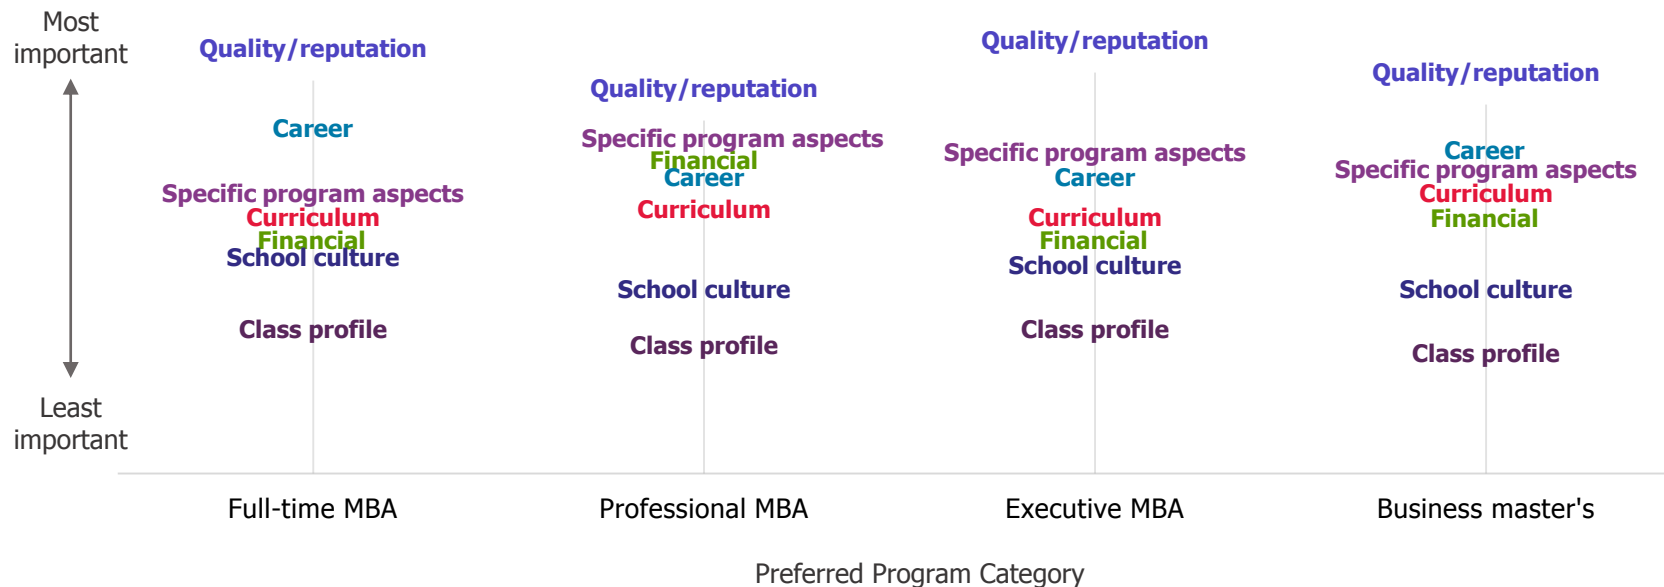 Most
important
Least
important
Quality/reputation
Career
Specific program aspects
Curriculum
Financial
School culture
Class profile
Quality/reputation
Specific program aspects
Financial
Career
Curriculum
School culture
Class profile
Quality/reputation
Specific program aspects
Career
Curriculum
Financial
School culture
Class profile
Quality/reputation
Career
Specific program aspects
Curriculum
Financial
School culture
Class profile
Full-time MBA
Professional MBA
Executive MBA
Business master's
Preferred Program Category